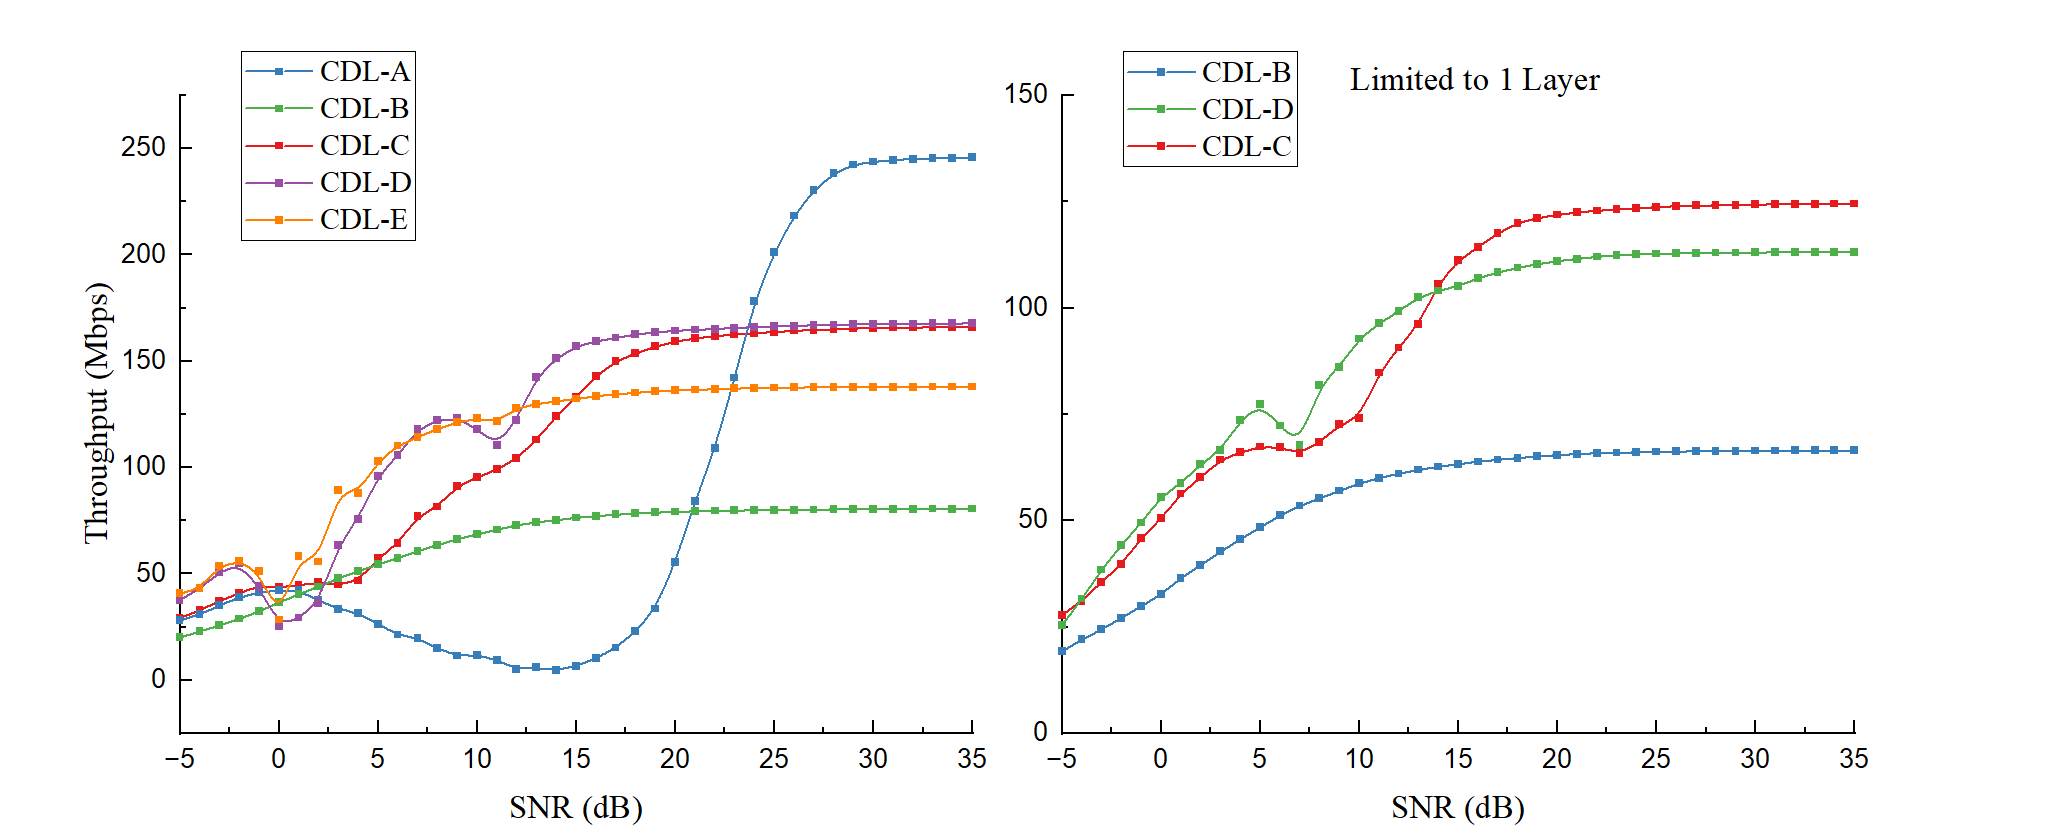 CDL-A
CDL-B
CDL-C
CDL-D
CDL-E
250
200
150
100
50
0
Throughput (Mbps)
−5 0 5 10 15 20 25 30 35
SNR (dB)
CDL-B
CDL-D
CDL-C
Limited to 1 Layer
150
100
50
0
−5 0 5 10 15 20 25 30 35
SNR (dB)